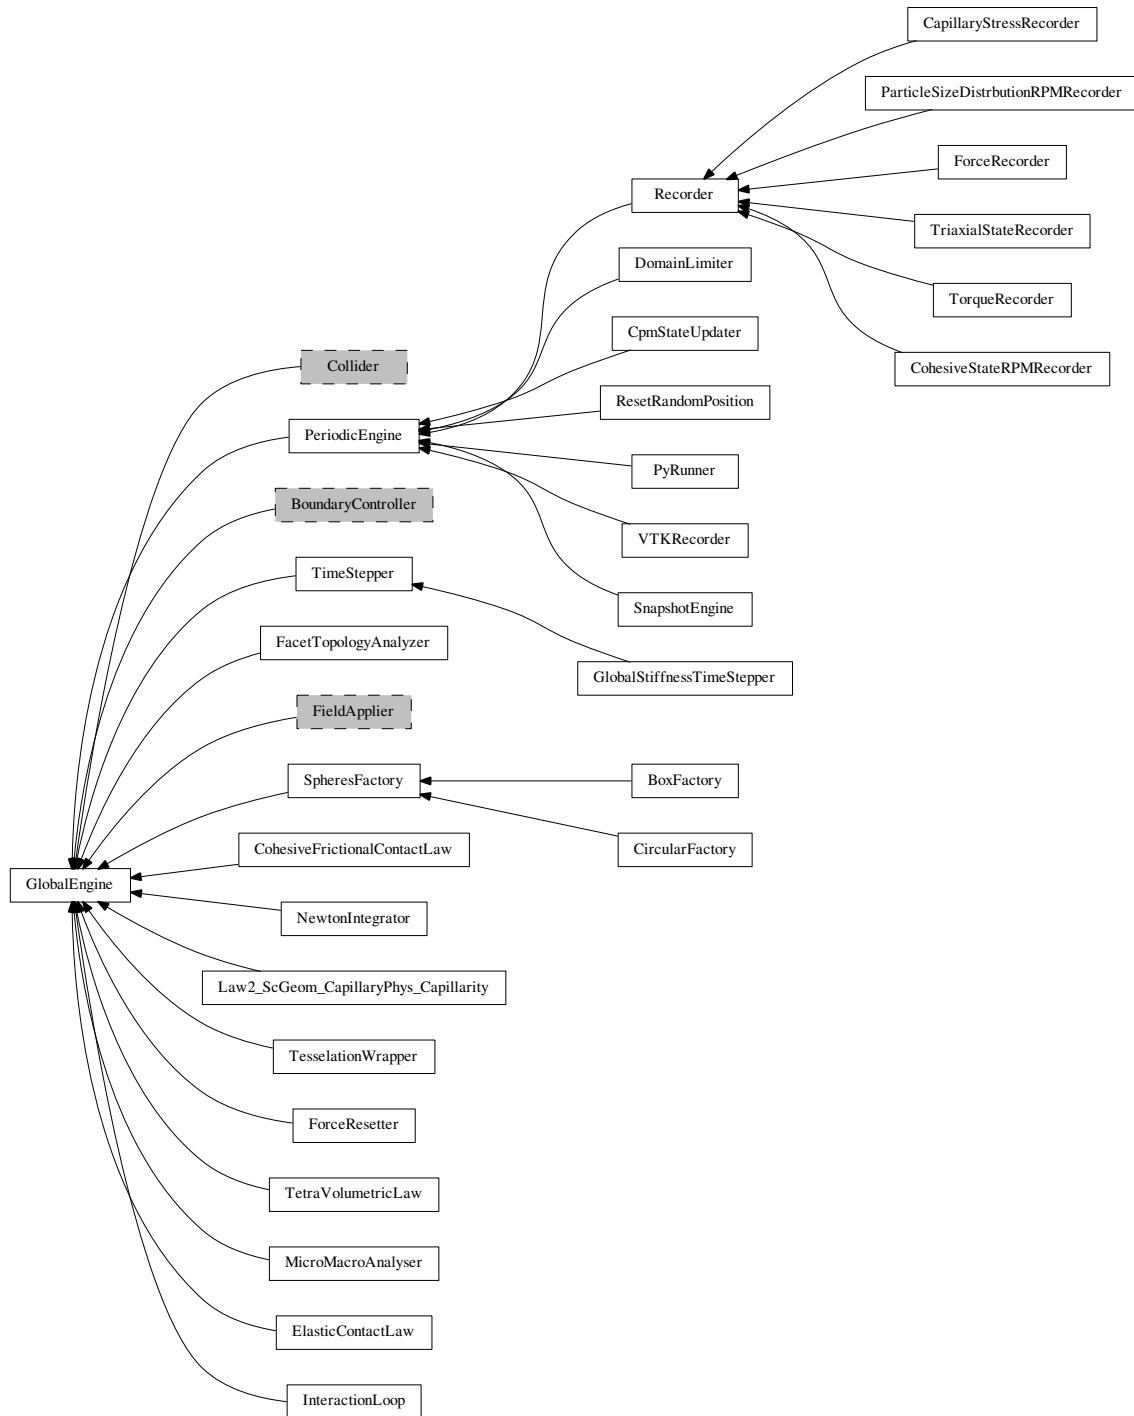 CapillaryStressRecorder
ParticleSizeDistrbutionRPMRecorder
ForceRecorder
Recorder
TriaxialStateRecorder
DomainLimiter
TorqueRecorder
CpmStateUpdater
CohesiveStateRPMRecorder
Collider
ResetRandomPosition
PeriodicEngine
PyRunner
BoundaryController
VTKRecorder
TimeStepper
SnapshotEngine
FacetTopologyAnalyzer
GlobalStiffnessTimeStepper
FieldApplier
SpheresFactory
BoxFactory
CohesiveFrictionalContactLaw
CircularFactory
GlobalEngine
NewtonIntegrator
Law2_ScGeom_CapillaryPhys_Capillarity
TesselationWrapper
ForceResetter
TetraVolumetricLaw
MicroMacroAnalyser
ElasticContactLaw
InteractionLoop